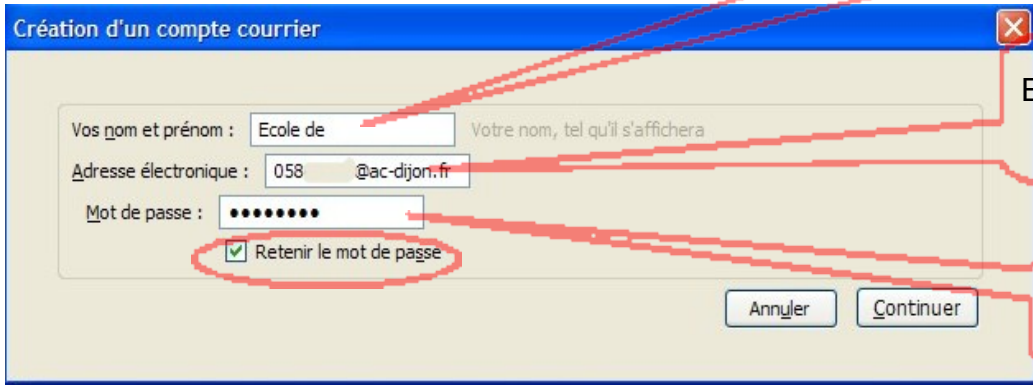 Création d'un compte courrier
E
Vos nom et prénom : Ecole de Votre nom, tel qu'il s'affichera
Adresse électronique : 058 @ac-dijon.fr
Mot de passe : ●●●●●●●●
Retenir le mot de passe
Annuler Continuer